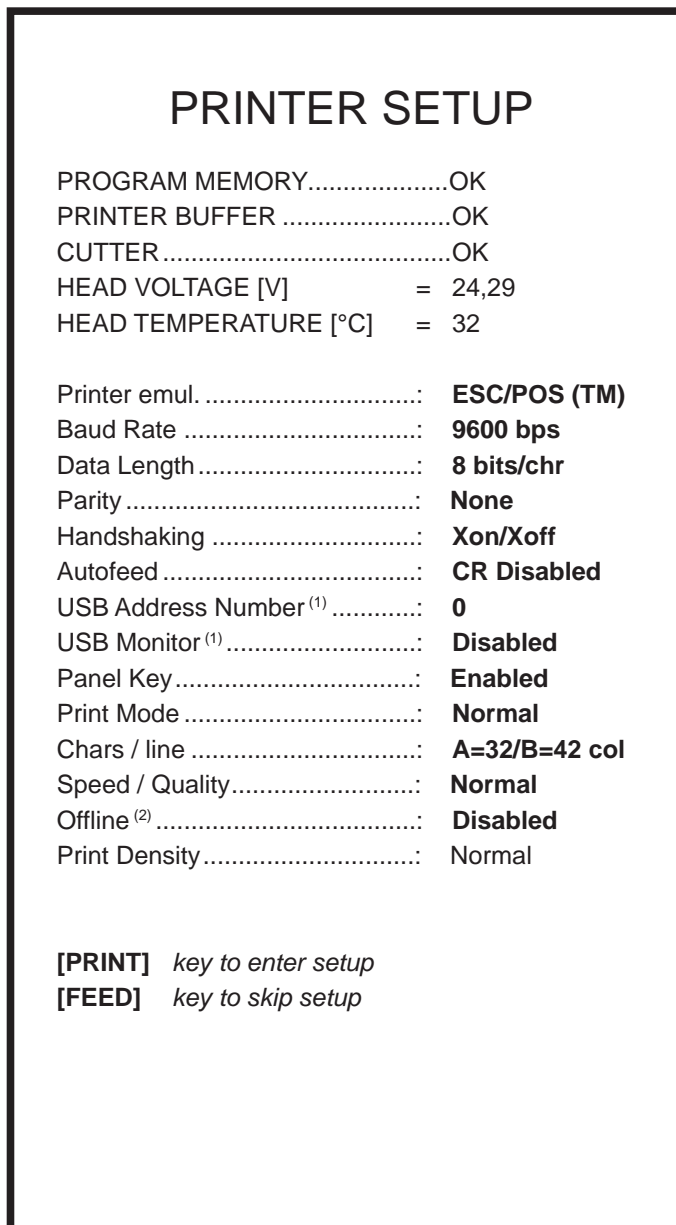 PRINTER SETUP
PROGRAM MEMORY....................OK
PRINTER BUFFER ........................OK
CUTTER.........................................OK
HEAD VOLTAGE [V] = 24,29
HEAD TEMPERATURE [°C] = 32
Printer emul. ..............................: ESC/POS (TM)
Baud Rate .................................: 9600 bps
Data Length...............................: 8 bits/chr
Parity.........................................: None
Handshaking .............................: Xon/Xoff
Autofeed....................................: CR Disabled
USB Address Number (1) ............: 0
USB Monitor (1)...........................: Disabled
Panel Key..................................: Enabled
Print Mode.................................: Normal
Chars / line ................................: A=32/B=42 col
Speed / Quality..........................: Normal
Offline (2).....................................: Disabled
Print Density..............................: Normal
[PRINT] key to enter setup
[FEED] key to skip setup